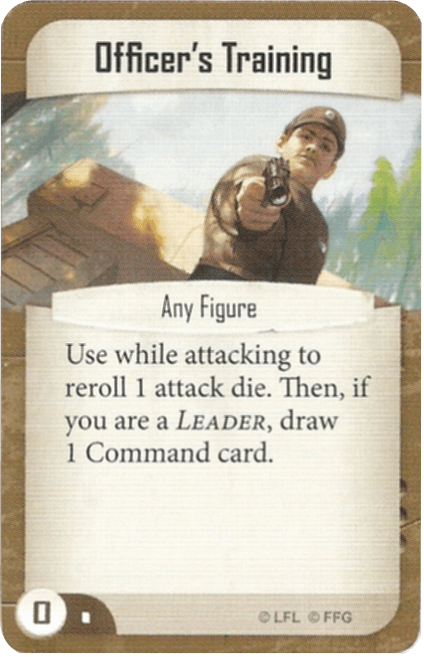 Officer's Training
Any Figure
Use while attacking to
reroll 1 attack die. Then, if
you are a LEADER, draw
1 Command card.
0
© LFL © FFG